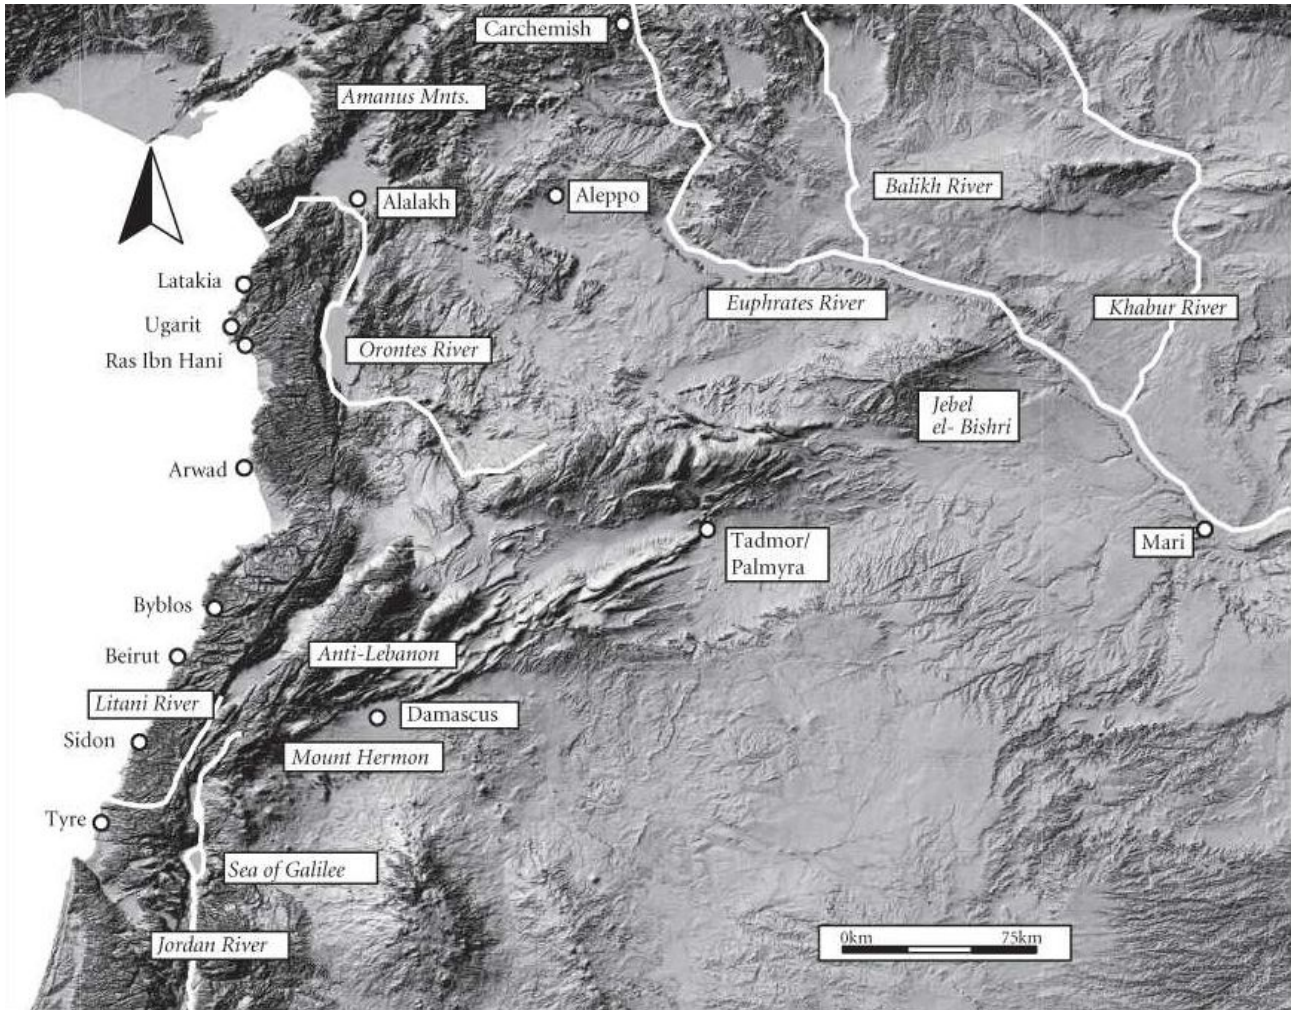 Carchemish
Amanus Mnts.
Balikh River
Alalakh
Aleppo
Latakia
Euphrates River
Khabur River
Ugarit
Orontes River
Ras Ibn Hani
Jebel
el- Bishri
Arwad
Tadmor/
Palmyra
Mari
Byblos
Beirut
Anti-Lebanon
Litani River
Damascus
Sidon
Mount Hermon
Tyre
Sea of Galilee
Jordan River
0km 75km